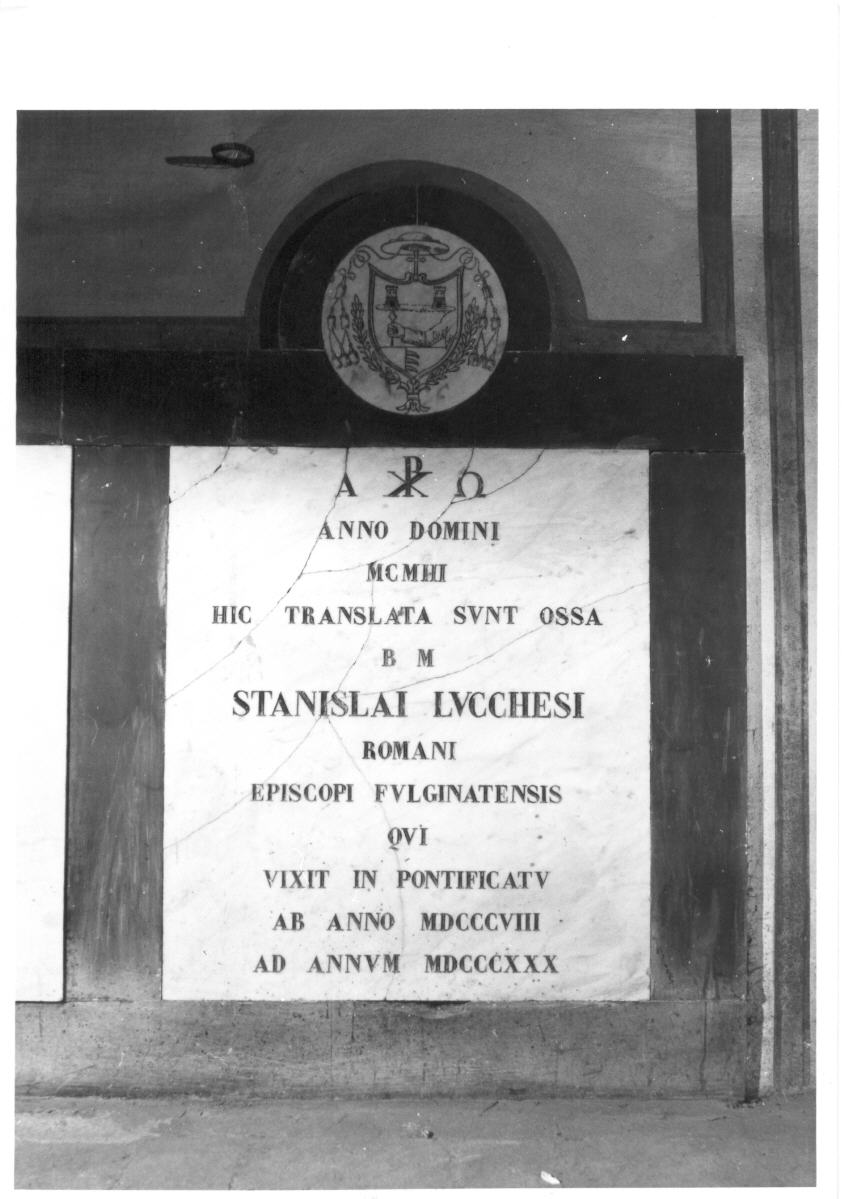 Α ☧ Ω
ANNO DOMINI
MCMIII
HIC TRANSLATA SVNT OSSA
B M
STANISLAI LVCCHESI
ROMANI
EPISCOPI FVLGINATENSIS
QVI
VIXIT IN PONTIFICATV
AB ANNO MDCCCVIII
AD ANNVM MDCCCXXX